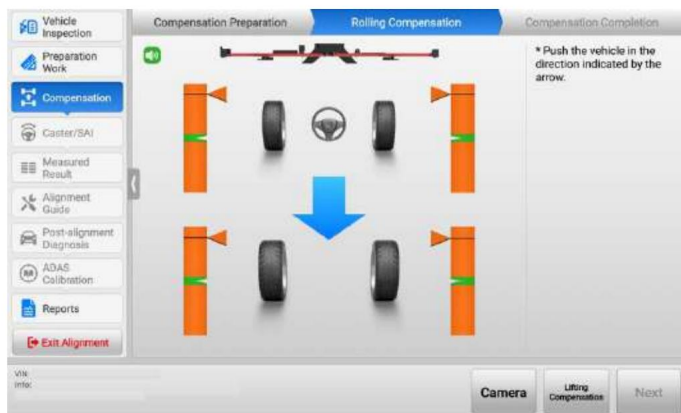 Vehicle
Inspection
Compensation Preparation
Rolling Compensation
Compensation Completion
Preparation
Work
* Push the vehicle in the
direction indicated by the
arrow.
Compensation
Caster/SAI
Measured
Result
Alignment
Guide
Post-alignment
Diagnosis
ADAS
Calibration
Reports
Exit Alignment
VIN:
Info:
Camera
Lifting
Compensation
Next